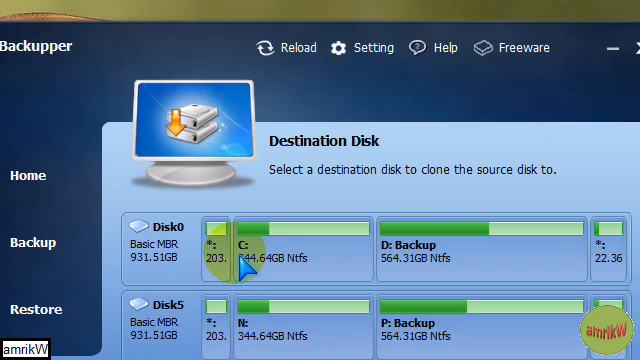 Backupper
Reload
Setting
Help
Freeware
Destination Disk
Select a destination disk to clone the source disk to.
Home
Backup
Restore
Disk0
Basic MBR
931.51GB
*:
203.
C:
344.64GB Ntfs
D: Backup
564.31GB Ntfs
*:
22.36
Disk5
Basic MBR
931.51GB
*:
203.
N:
344.64GB Ntfs
P: Backup
564.31GB Ntfs
amrikW
amrikW